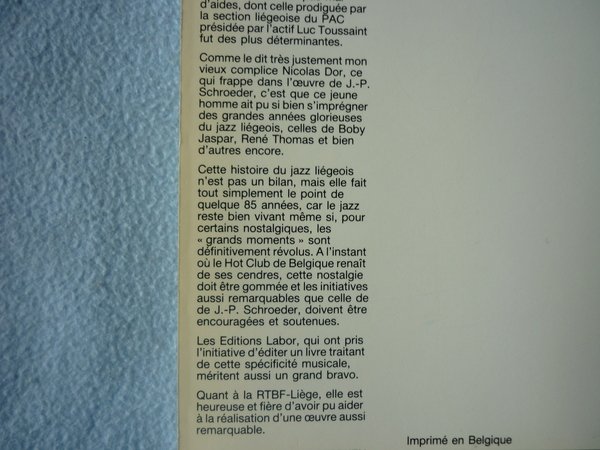 d'aides, dont celle prodiguée par
la section liégeoise du PAC
présidée par l'actif Luc Toussaint
fut des plus déterminantes.
Comme le dit très justement mon
vieux complice Nicolas Dor, ce
qui frappe dans l'œuvre de J.-P.
Schroeder, c'est que ce jeune
homme ait pu si bien s'imprégner
des grandes années glorieuses
du jazz liégeois, celles de Boby
Jaspar, René Thomas et bien
d'autres encore.
Cette histoire du jazz liégeois
n'est pas un bilan, mais elle fait
tout simplement le point de
quelque 85 années, car le jazz
reste bien vivant même si, pour
certains nostalgiques, les
« grands moments » sont
définitivement révolus. A l'instant
où le Hot Club de Belgique renaît
de ses cendres, cette nostalgie
doit être gommée et les initiatives
aussi remarquables que celle de
de J.-P. Schroeder, doivent être
encouragées et soutenues.
Les Editions Labor, qui ont pris
l'initiative d'éditer un livre traitant
de cette spécificité musicale,
méritent aussi un grand bravo.
Quant à la RTBF-Liège, elle est
heureuse et fière d'avoir pu aider
à la réalisation d'une œuvre aussi
remarquable.
Imprimé en Belgique